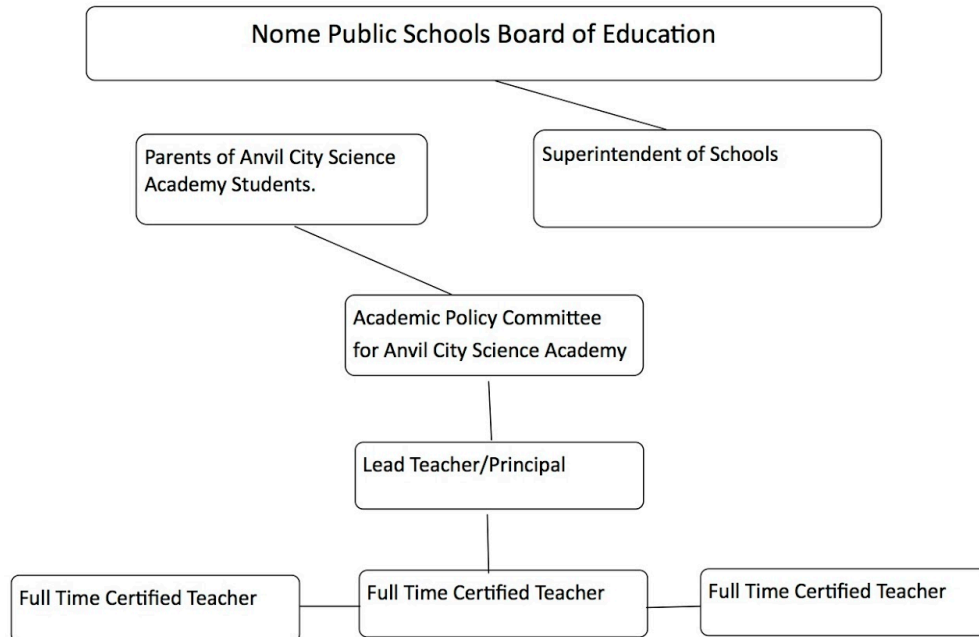 Nome Public Schools Board of Education
Parents of Anvil City Science
Academy Students.
Superintendent of Schools
Academic Policy Committee
for Anvil City Science Academy
Lead Teacher/Principal
Full Time Certified Teacher
Full Time Certified Teacher
Full Time Certified Teacher